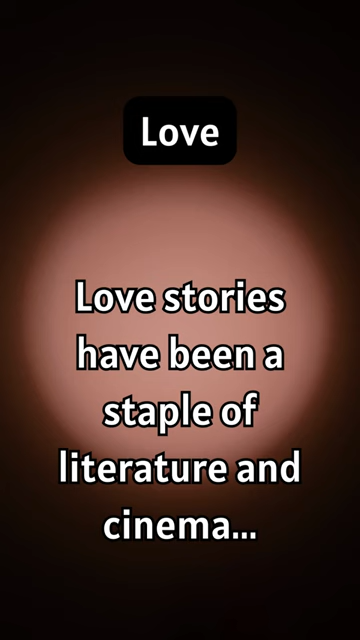 Love
Love stories
have been a
staple of
literature and
cinema...